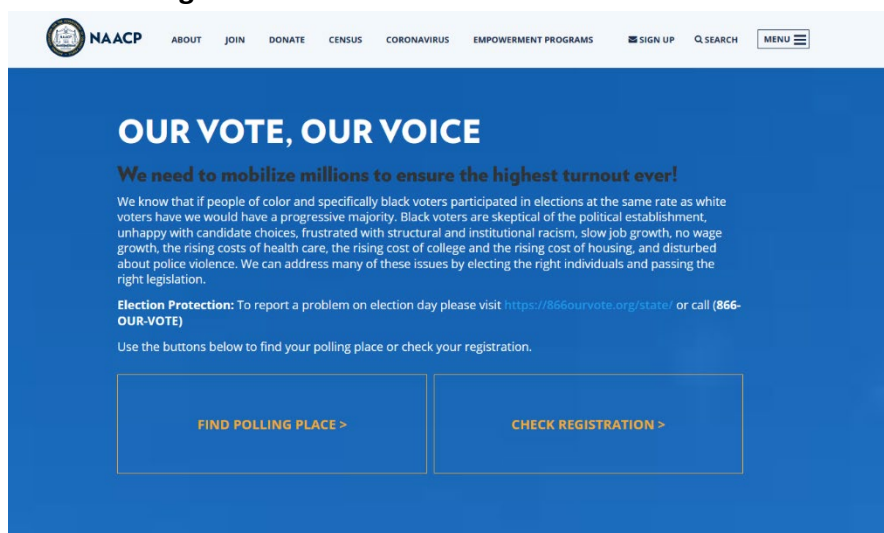 NAACP ABOUT JOIN DONATE CENSUS CORONAVIRUS EMPOWERMENT PROGRAMS SIGN UP SEARCH MENU
OUR VOTE, OUR VOICE
We need to mobilize millions to ensure the highest turnout ever!
We know that if people of color and specifically black voters participated in elections at the same rate as white
voters have we would have a progressive majority. Black voters are skeptical of the political establishment,
unhappy with candidate choices, frustrated with structural and institutional racism, slow job growth, no wage
growth, the rising costs of health care, the rising cost of college and the rising cost of housing, and disturbed
about police violence. We can address many of these issues by electing the right individuals and passing the
right legislation.
Election Protection: To report a problem on election day please visit https://866ourvote.org/state/ or call (866-
OUR-VOTE)
Use the buttons below to find your polling place or check your registration.
FIND POLLING PLACE >
CHECK REGISTRATION >